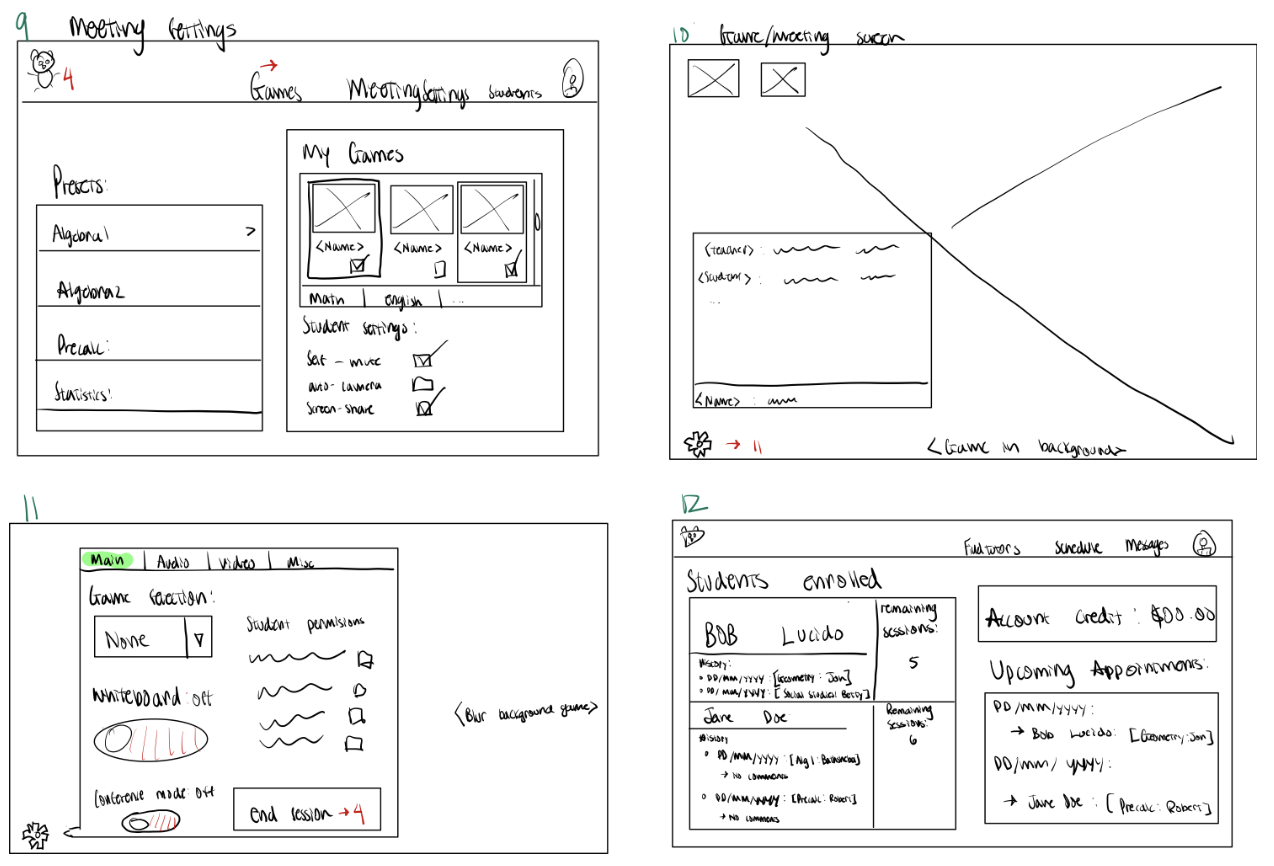 9 Meeting Settings
4
→
Games Meeting Settings Students
Presets:
Algebra 1 >
Algebra 2
Precalc:
Statistics:
My Games
<Name> <Name> <Name>
Math | english | ...
Student settings:
Self - mute
auto - camera
Screen - share
10 Game/meeting screen
<teacher> :
<Student> :
...
<Name> :
→ 11
<Game in background>
11
Main | Audio | Video | Misc
Game selection:
None
Student permissions
Whiteboard: off
<Blur background game>
Conference mode: off
end session → 4
12
Find tutors Schedule Messages
Students enrolled
BOB Lucido
remaining sessions:
5
History:
DD/MM/YYYY : [Geometry : Jon]
DD/MM/YYYY : [Social Studies: Betty]
Jane Doe
Remaining sessions:
6
History
DD/MM/YYYY : [Alg 1 :
→ No comments
DD/MM/YYYY : [Precalc : Robert]
→ No comments
Account Credit : $00.00
Upcoming Appointments:
DD/MM/YYYY:
→ Bob Lucido: [Geometry:Jon]
DD/MM/YYYY:
→ Jane Doe : [Precalc : Robert]